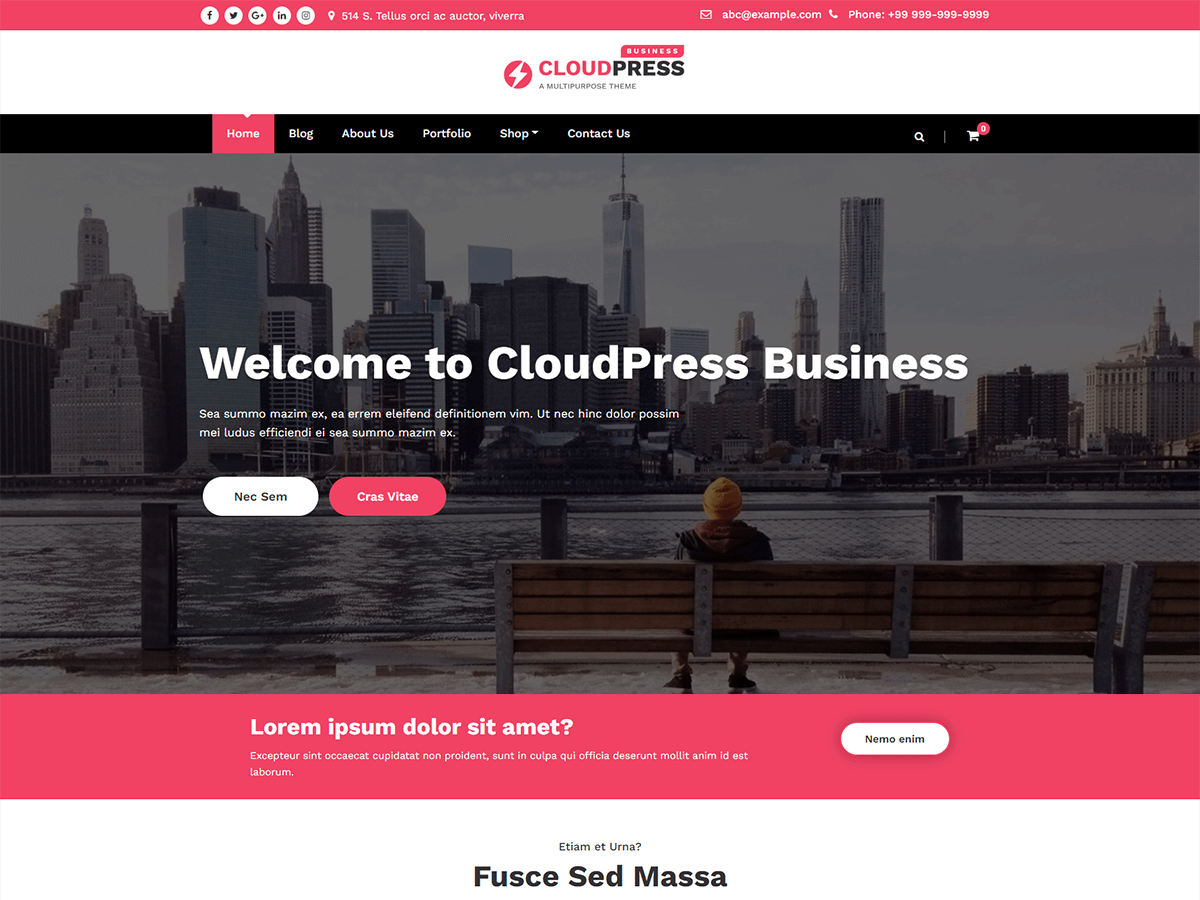 514 S. Tellus orci ac auctor, viverra
abc@example.com
Phone: +99 999-999-9999
BUSINESS
CLOUDPRESS
A MULTIPURPOSE THEME
Home Blog About Us Portfolio Shop Contact Us
0
Welcome to CloudPress Business
Sea summo mazim ex, ea errem eleifend definitionem vim. Ut nec hinc dolor possim
mei ludus efficiendi ei sea summo mazim ex.
Nec Sem Cras Vitae
Lorem ipsum dolor sit amet?
Excepteur sint occaecat cupidatat non proident, sunt in culpa qui officia deserunt mollit anim id est
laborum.
Nemo enim
Etiam et Urna?
Fusce Sed Massa